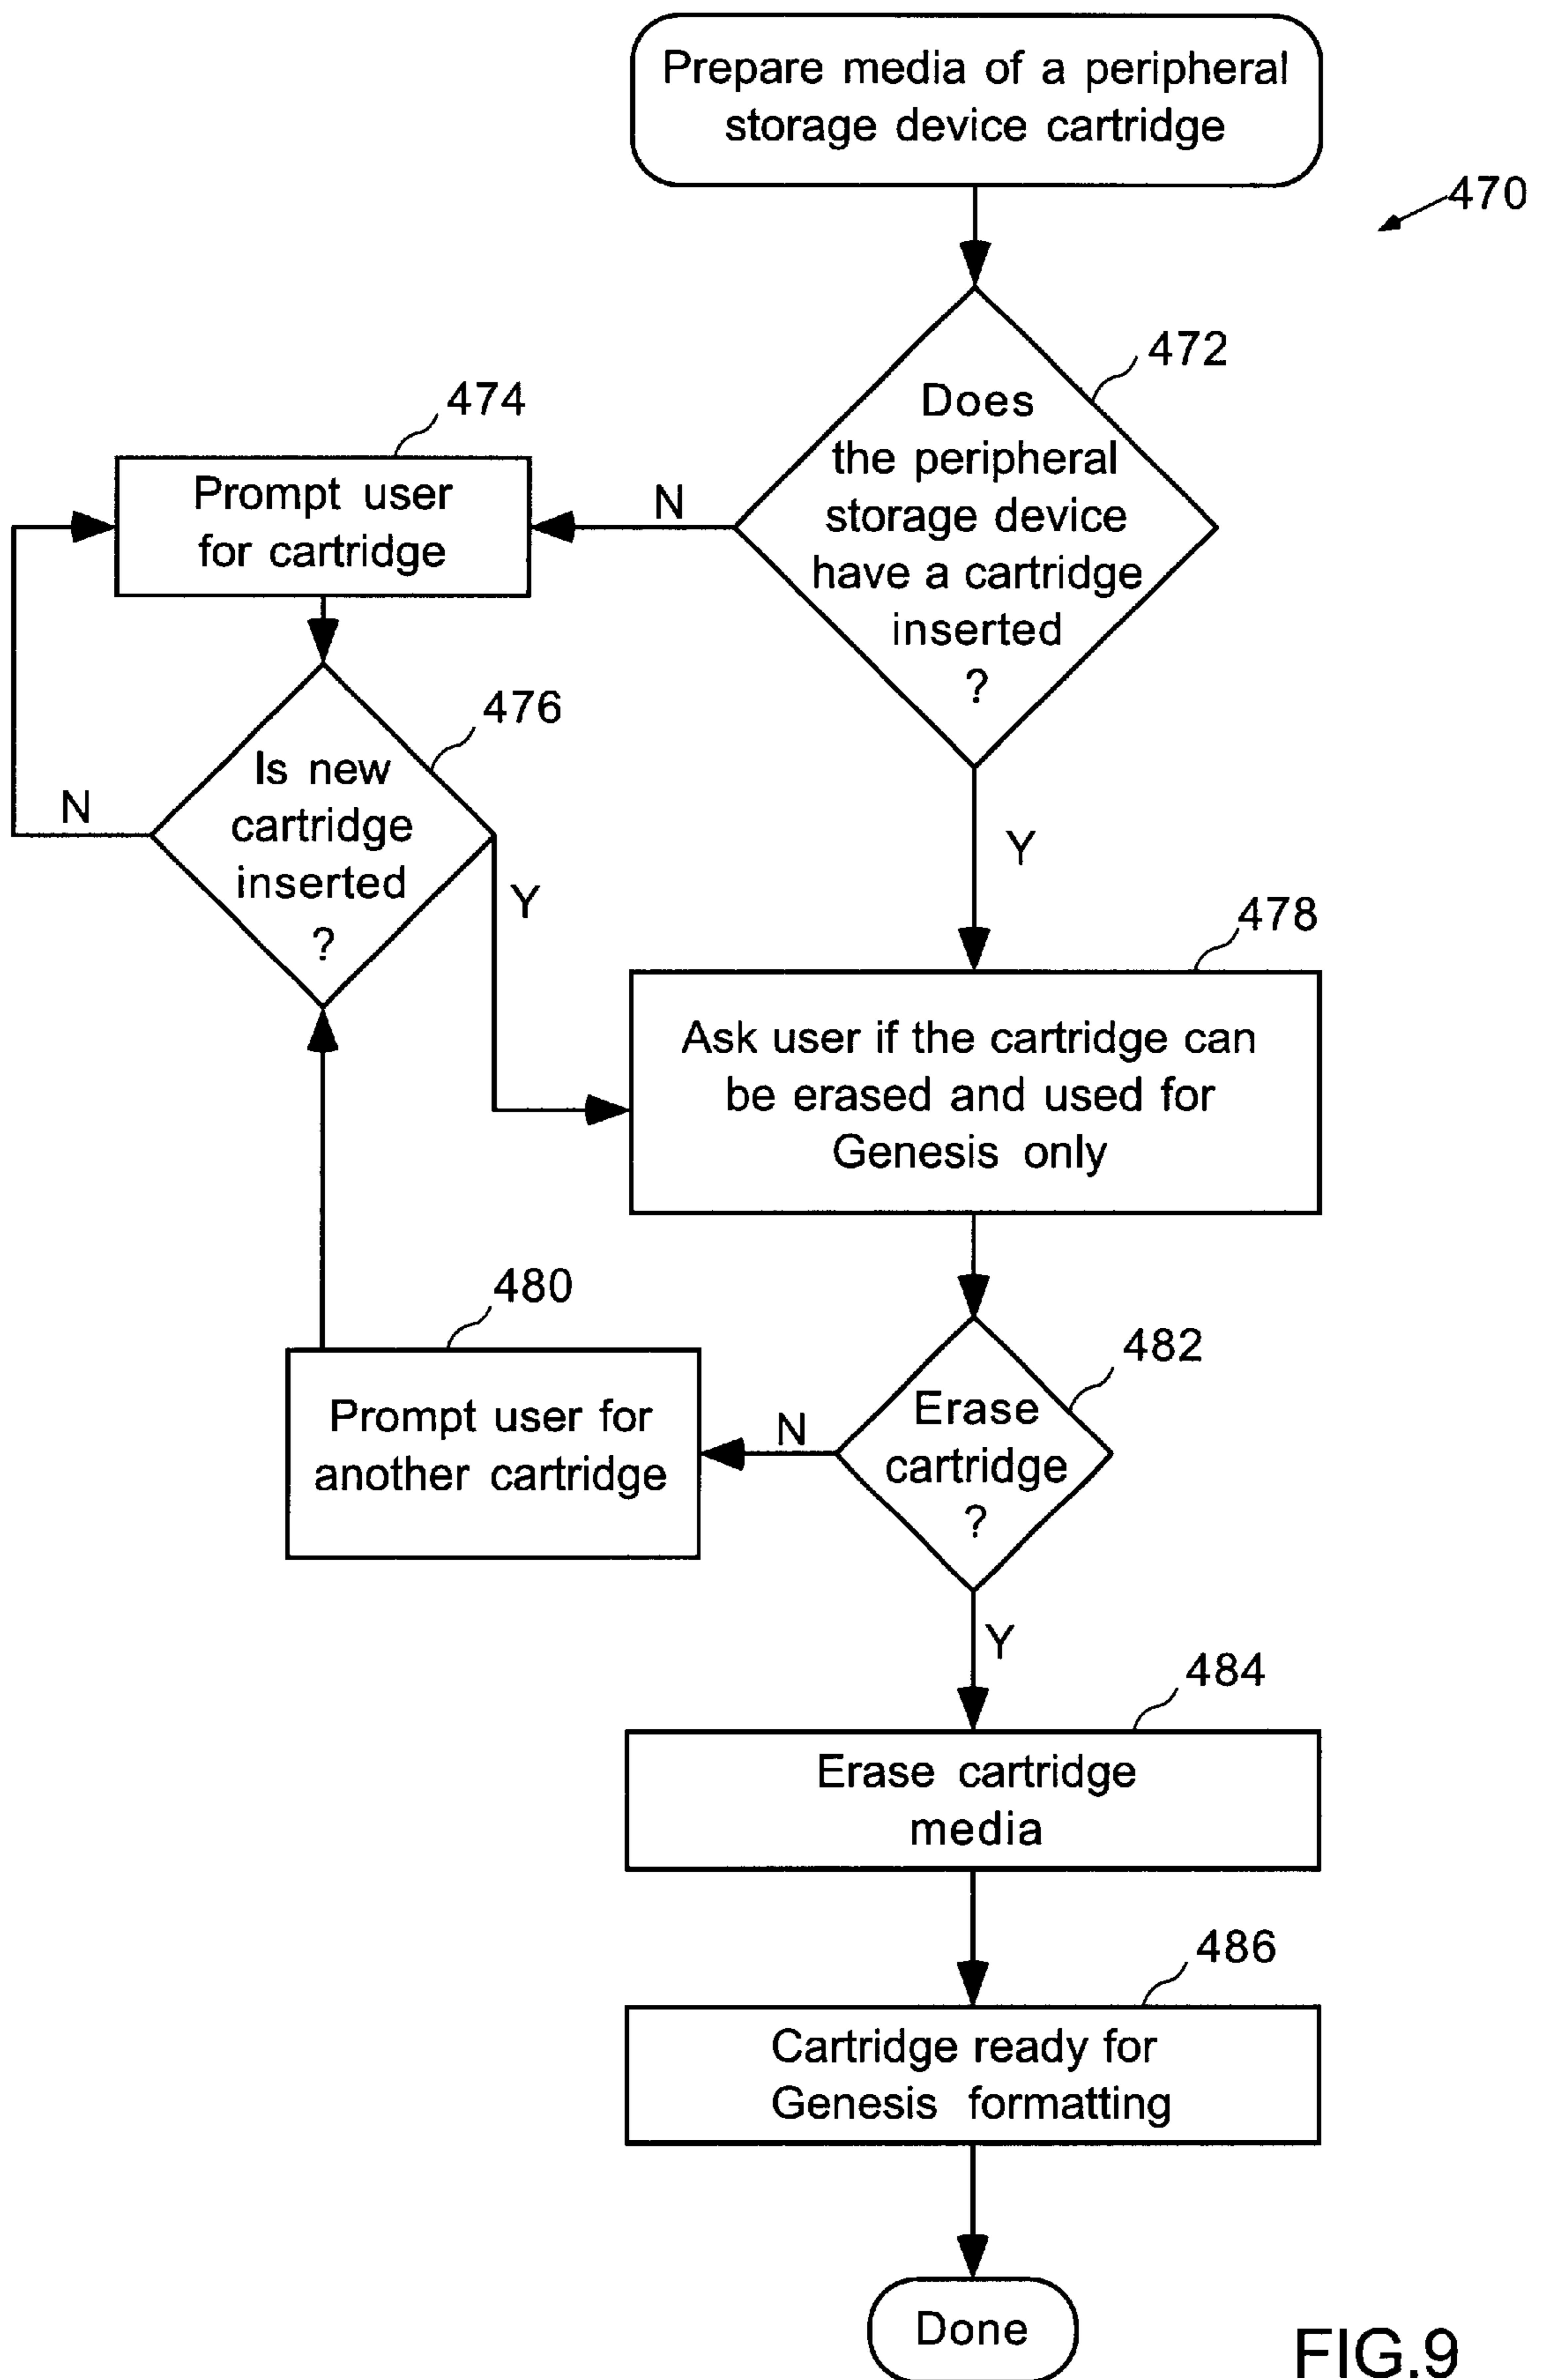 Prepare media of a peripheral
storage device cartridge
470
472
Does
the peripheral
storage device
have a cartridge
inserted
?
N
474
Prompt user
for cartridge
476
Is new
cartridge
inserted
?
N
Y
Y
478
Ask user if the cartridge can
be erased and used for
Genesis only
480
Prompt user for
another cartridge
N
482
Erase
cartridge
?
Y
484
Erase cartridge
media
486
Cartridge ready for
Genesis formatting
Done
FIG.9